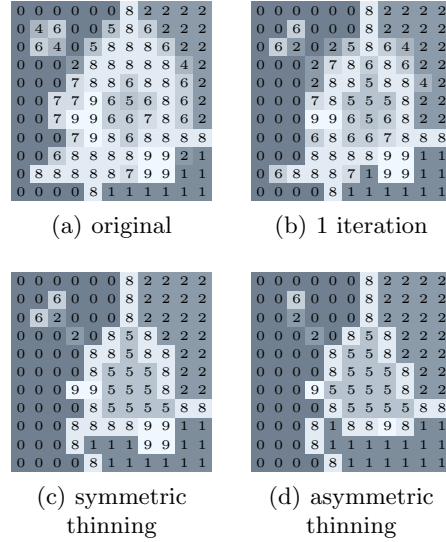 0 0 0 0 0 0 8 2 2 2 2
0 4 6 0 0 5 8 6 2 2 2
0 6 4 0 5 8 8 8 6 2 2
0 0 0 2 8 8 8 8 8 4 2
0 0 0 7 8 8 6 8 8 6 2
0 0 7 7 9 6 5 6 8 6 2
0 0 7 9 9 6 6 7 8 6 2
0 0 0 7 9 8 6 8 8 8 8
0 0 6 8 8 8 8 9 9 2 1
0 8 8 8 8 8 7 9 9 1 1
0 0 0 0 8 1 1 1 1 1 1
(a) original
0 0 0 0 0 0 8 2 2 2 2
0 0 6 0 0 0 8 2 2 2 2
0 6 2 0 2 5 8 6 4 2 2
0 0 0 2 7 8 6 8 6 2 2
0 0 0 2 8 8 5 8 8 4 2
0 0 0 7 8 5 5 5 8 2 2
0 0 0 9 9 6 5 6 8 2 2
0 0 0 6 8 6 6 7 8 8 8
0 0 0 8 8 8 8 9 9 1 1
0 6 8 8 8 7 1 9 9 1 1
0 0 0 0 8 1 1 1 1 1 1
(b) 1 iteration
0 0 0 0 0 0 8 2 2 2 2
0 0 6 0 0 0 8 2 2 2 2
0 6 2 0 0 0 8 2 2 2 2
0 0 0 2 0 8 5 8 2 2 2
0 0 0 0 8 8 5 8 8 2 2
0 0 0 0 8 5 5 5 8 2 2
0 0 0 9 9 5 5 5 8 2 2
0 0 0 0 8 5 5 5 5 8 8
0 0 0 8 8 8 8 9 9 1 1
0 0 0 8 1 1 1 9 9 1 1
0 0 0 0 8 1 1 1 1 1 1
(c) symmetric
thinning
0 0 0 0 0 0 8 2 2 2 2
0 0 6 0 0 0 8 2 2 2 2
0 0 2 0 0 0 8 2 2 2 2
0 0 0 2 0 8 5 8 2 2 2
0 0 0 0 8 5 5 8 2 2 2
0 0 0 0 8 5 5 5 8 2 2
0 0 0 9 5 5 5 5 8 2 2
0 0 0 0 8 5 5 5 5 8 8
0 0 0 8 1 8 8 9 8 1 1
0 0 0 8 1 1 1 1 1 1 1
0 0 0 0 8 1 1 1 1 1 1
(d) asymmetric
thinning